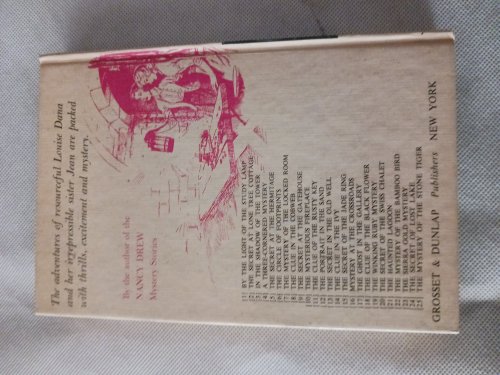 The adventures of resourceful Louise Dana
and her irrepressible sister Jean are packed
with thrills, excitement and mystery.
By the author of the
NANCY DREW
Mystery Stories
1 BY THE LIGHT OF THE STUDY LAMP
2 THE SECRET AT LONE TREE COTTAGE
3 IN THE SHADOW OF THE TOWER
4 A THREE-CORNERED MYSTERY
5 THE SECRET AT THE HERMITAGE
6 THE CIRCLE OF FOOTPRINTS
7 THE MYSTERY OF THE LOCKED ROOM
8 THE CLUE IN THE COBWEB
9 THE SECRET AT THE GATEHOUSE
10 THE MYSTERIOUS FIREPLACE
11 THE CLUE OF THE RUSTY KEY
12 THE PORTRAIT IN THE SAND
13 THE SECRET IN THE OLD WELL
14 THE CLUE IN THE IVY
15 THE SECRET OF THE JADE RING
16 MYSTERY AT THE CROSSROADS
17 THE GHOST IN THE GALLERY
18 THE CLUE OF THE BLACK FLOWER
19 THE WINKING RUBY MYSTERY
20 THE SECRET OF THE SWISS CHALET
21 THE HAUNTED LAGOON
22 THE MYSTERY OF THE BAMBOO BIRD
23 THE SIERRA GOLD MYSTERY
24 THE SECRET OF LOST LAKE
25 THE MYSTERY OF THE STONE TIGER
GROSSET & DUNLAP Publishers NEW YORK